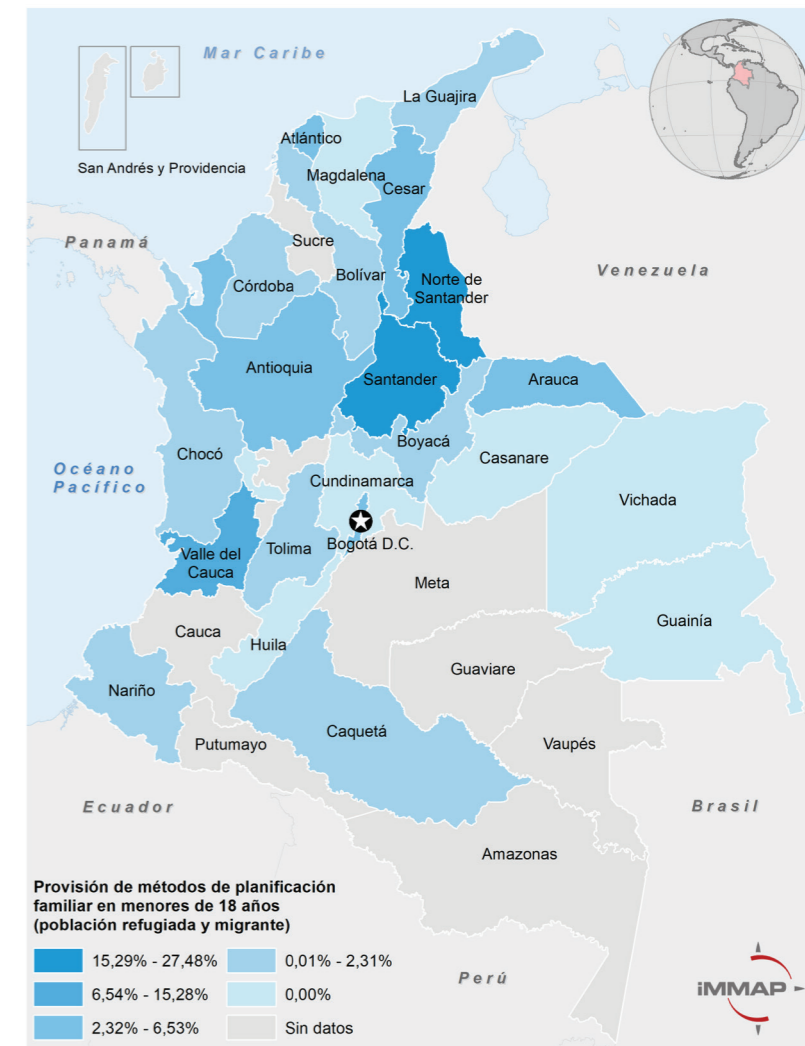 Mar Caribe
La Guajira
Atlántico
San Andrés y Providencia
Magdalena
Cesar
Panamá
Sucre
Venezuela
Córdoba
Bolívar
Norte de
Santander
Antioquia
Santander
Arauca
Boyacá
Chocó
Casanare
Océano
Pacífico
Cundinamarca
Vichada
Bogotá D.C.
Tolima
Valle del
Cauca
Meta
Guainía
Cauca
Huila
Guaviare
Nariño
Caquetá
Putumayo
Vaupés
Ecuador
Brasil
Amazonas
Provisión de métodos de planificación
familiar en menores de 18 años
(población refugiada y migrante)
15,29% - 27,48%
0,01% - 2,31%
6,54% - 15,28%
0,00%
2,32% - 6,53%
Sin datos
Perú
iMMAP